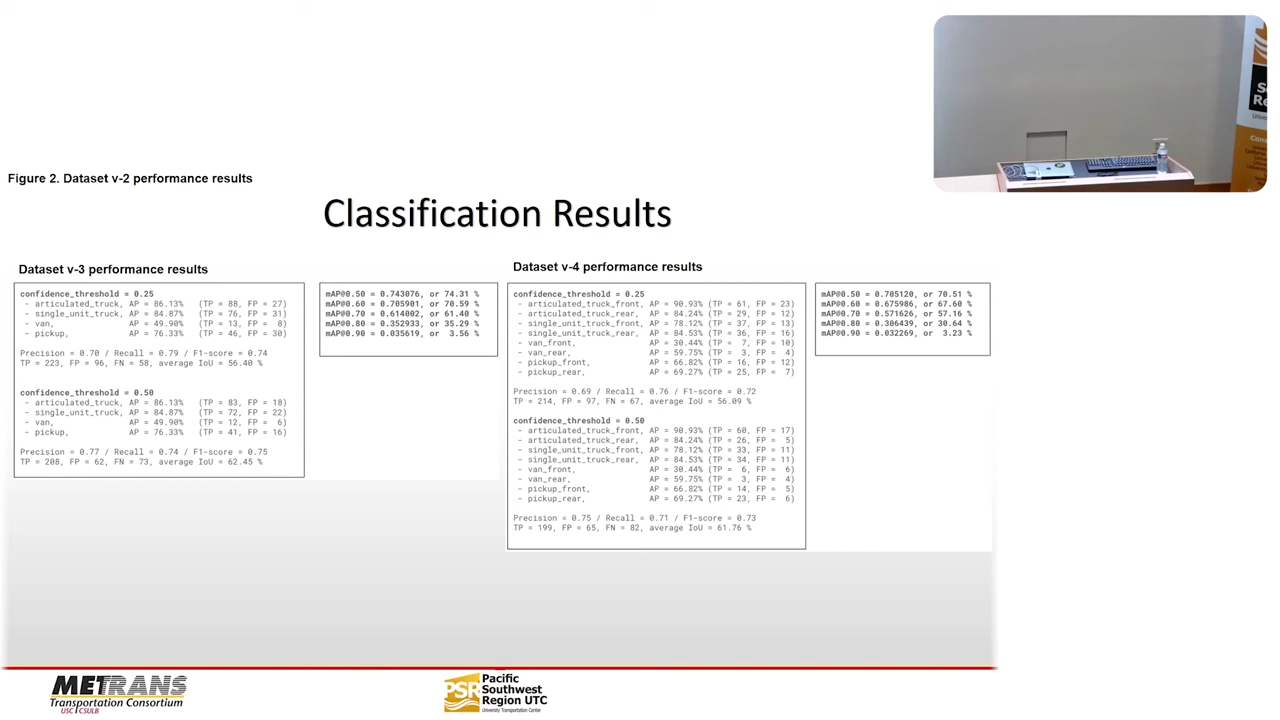 Figure 2. Dataset v-2 performance results
Classification Results
Dataset v-3 performance results
confidence_threshold = 0.25
- articulated_truck, AP = 86.13% (TP = 88, FP = 27)
- single_unit_truck, AP = 84.87% (TP = 76, FP = 31)
- van, AP = 49.90% (TP = 13, FP = 8)
- pickup, AP = 76.33% (TP = 46, FP = 30)
Precision = 0.70 / Recall = 0.79 / F1-score = 0.74
TP = 223, FP = 96, FN = 58, average IoU = 56.40 %
confidence_threshold = 0.50
- articulated_truck, AP = 86.13% (TP = 83, FP = 18)
- single_unit_truck, AP = 84.87% (TP = 72, FP = 22)
- van, AP = 49.90% (TP = 12, FP = 6)
- pickup, AP = 76.33% (TP = 41, FP = 16)
Precision = 0.77 / Recall = 0.74 / F1-score = 0.75
TP = 208, FP = 62, FN = 73, average IoU = 62.45 %
mAP@0.50 = 0.743076, or 74.31 %
mAP@0.60 = 0.705901, or 70.59 %
mAP@0.70 = 0.614002, or 61.40 %
mAP@0.80 = 0.352933, or 35.29 %
mAP@0.90 = 0.035619, or 3.56 %
Dataset v-4 performance results
confidence_threshold = 0.25
- articulated_truck_front, AP = 90.93% (TP = 61, FP = 23)
- articulated_truck_rear, AP = 84.24% (TP = 29, FP = 12)
- single_unit_truck_front, AP = 78.12% (TP = 37, FP = 13)
- single_unit_truck_rear, AP = 84.53% (TP = 36, FP = 16)
- van_front, AP = 30.44% (TP = 7, FP = 10)
- van_rear, AP = 59.75% (TP = 3, FP = 4)
- pickup_front, AP = 66.82% (TP = 16, FP = 12)
- pickup_rear, AP = 69.27% (TP = 25, FP = 7)
Precision = 0.69 / Recall = 0.76 / F1-score = 0.72
TP = 214, FP = 97, FN = 67, average IoU = 56.09 %
confidence_threshold = 0.50
- articulated_truck_front, AP = 90.93% (TP = 60, FP = 17)
- articulated_truck_rear, AP = 84.24% (TP = 26, FP = 5)
- single_unit_truck_front, AP = 78.12% (TP = 33, FP = 11)
- single_unit_truck_rear, AP = 84.53% (TP = 34, FP = 11)
- van_front, AP = 30.44% (TP = 6, FP = 6)
- van_rear, AP = 59.75% (TP = 3, FP = 4)
- pickup_front, AP = 66.82% (TP = 14, FP = 5)
- pickup_rear, AP = 69.27% (TP = 23, FP = 6)
Precision = 0.75 / Recall = 0.71 / F1-score = 0.73
TP = 199, FP = 65, FN = 82, average IoU = 61.76 %
mAP@0.50 = 0.705120, or 70.51 %
mAP@0.60 = 0.675986, or 67.60 %
mAP@0.70 = 0.571626, or 57.16 %
mAP@0.80 = 0.306439, or 30.64 %
mAP@0.90 = 0.032269, or 3.23 %
METRANS
Transportation Consortium
USC | CSULB
PSR
Pacific
Southwest
Region UTC
University Transportation Center